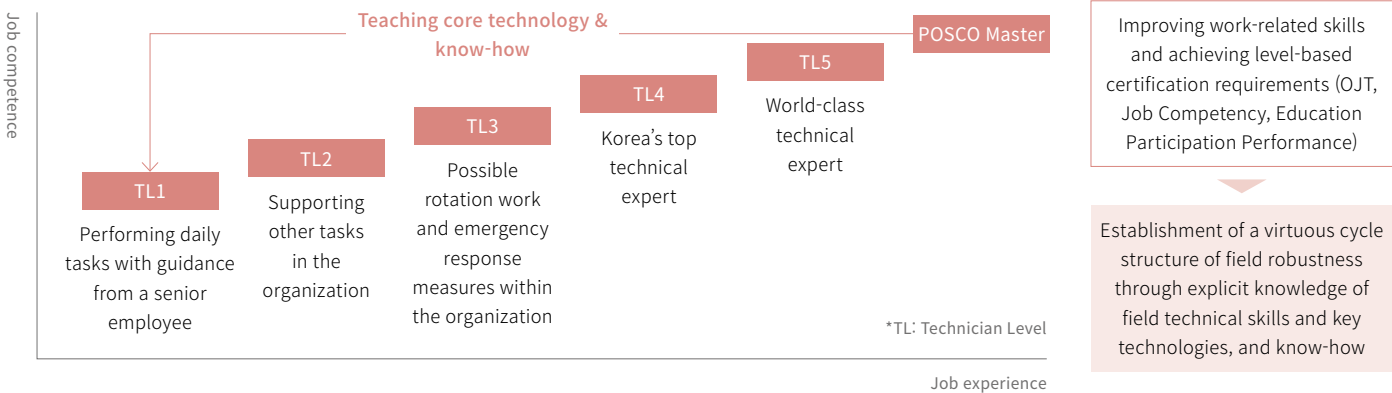 Job competence
Teaching core technology &
know-how
POSCO Master
TL5
World-class
technical
expert
TL4
Korea's top
technical
expert
TL3
Possible
rotation work
and emergency
response
measures within
the organization
TL2
Supporting
other tasks
in the
organization
TL1
Performing daily
tasks with guidance
from a senior
employee
*TL: Technician Level
Job experience
Improving work-related skills
and achieving level-based
certification requirements (OJT,
Job Competency, Education
Participation Performance)
Establishment of a virtuous cycle
structure of field robustness
through explicit knowledge of
field technical skills and key
technologies, and know-how